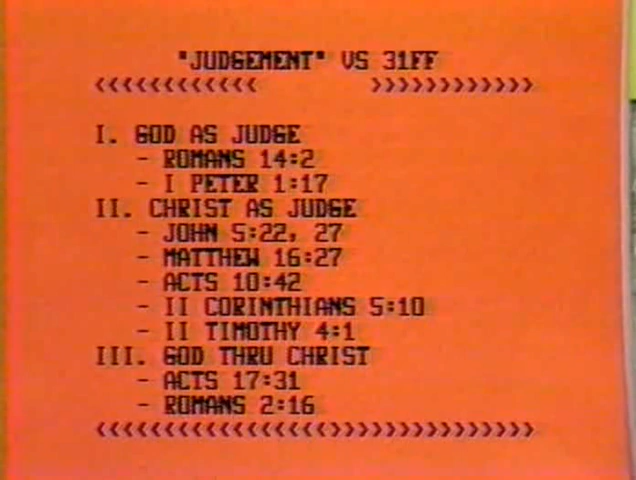 "JUDGEMENT" VS 31FF
<<<<<<<<<<<< >>>>>>>>>>>>
I. GOD AS JUDGE
- ROMANS 14:2
- I PETER 1:17
II. CHRIST AS JUDGE
- JOHN 5:22, 27
- MATTHEW 16:27
- ACTS 10:42
- II CORINTHIANS 5:10
- II TIMOTHY 4:1
III. GOD THRU CHRIST
- ACTS 17:31
- ROMANS 2:16
<<<<<<<<<<<<<<<<<>>>>>>>>>>>>>>>